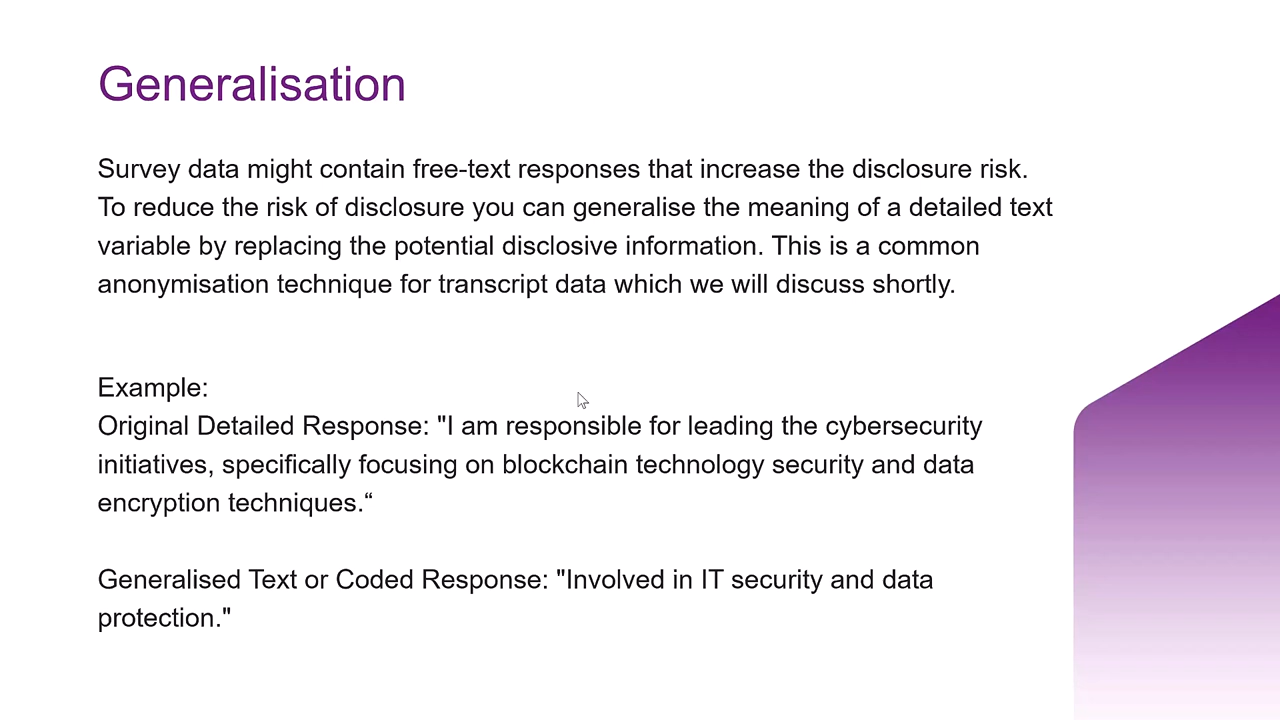 Generalisation
Survey data might contain free-text responses that increase the disclosure risk.
To reduce the risk of disclosure you can generalise the meaning of a detailed text
variable by replacing the potential disclosive information. This is a common
anonymisation technique for transcript data which we will discuss shortly.
Example:
Original Detailed Response: "I am responsible for leading the cybersecurity
initiatives, specifically focusing on blockchain technology security and data
encryption techniques.“
Generalised Text or Coded Response: "Involved in IT security and data
protection."